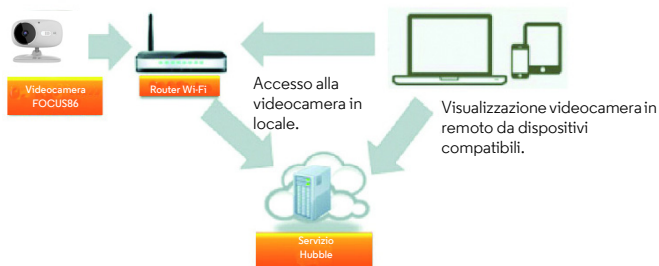 Videocamera
FOCUS86
Router Wi-Fi
Accesso alla
videocamera in
locale.
Visualizzazione videocamera in
remoto da dispositivi
compatibili.
Servizio
Hubble